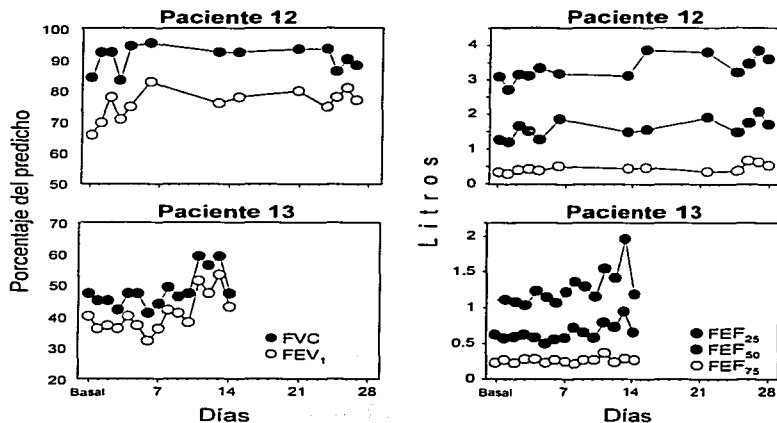 Paciente 12
Paciente 12
Porcentaje del predicho
100
90
80
70
60
50
Litros
4
3
2
1
0
Paciente 13
Paciente 13
70
60
50
40
30
20
FVC
FEV1
2
1.5
1
0.5
0
FEF25
FEF50
FEF75
Basal 7 14 21 28
Basal 7 14 21 28
Días
Días